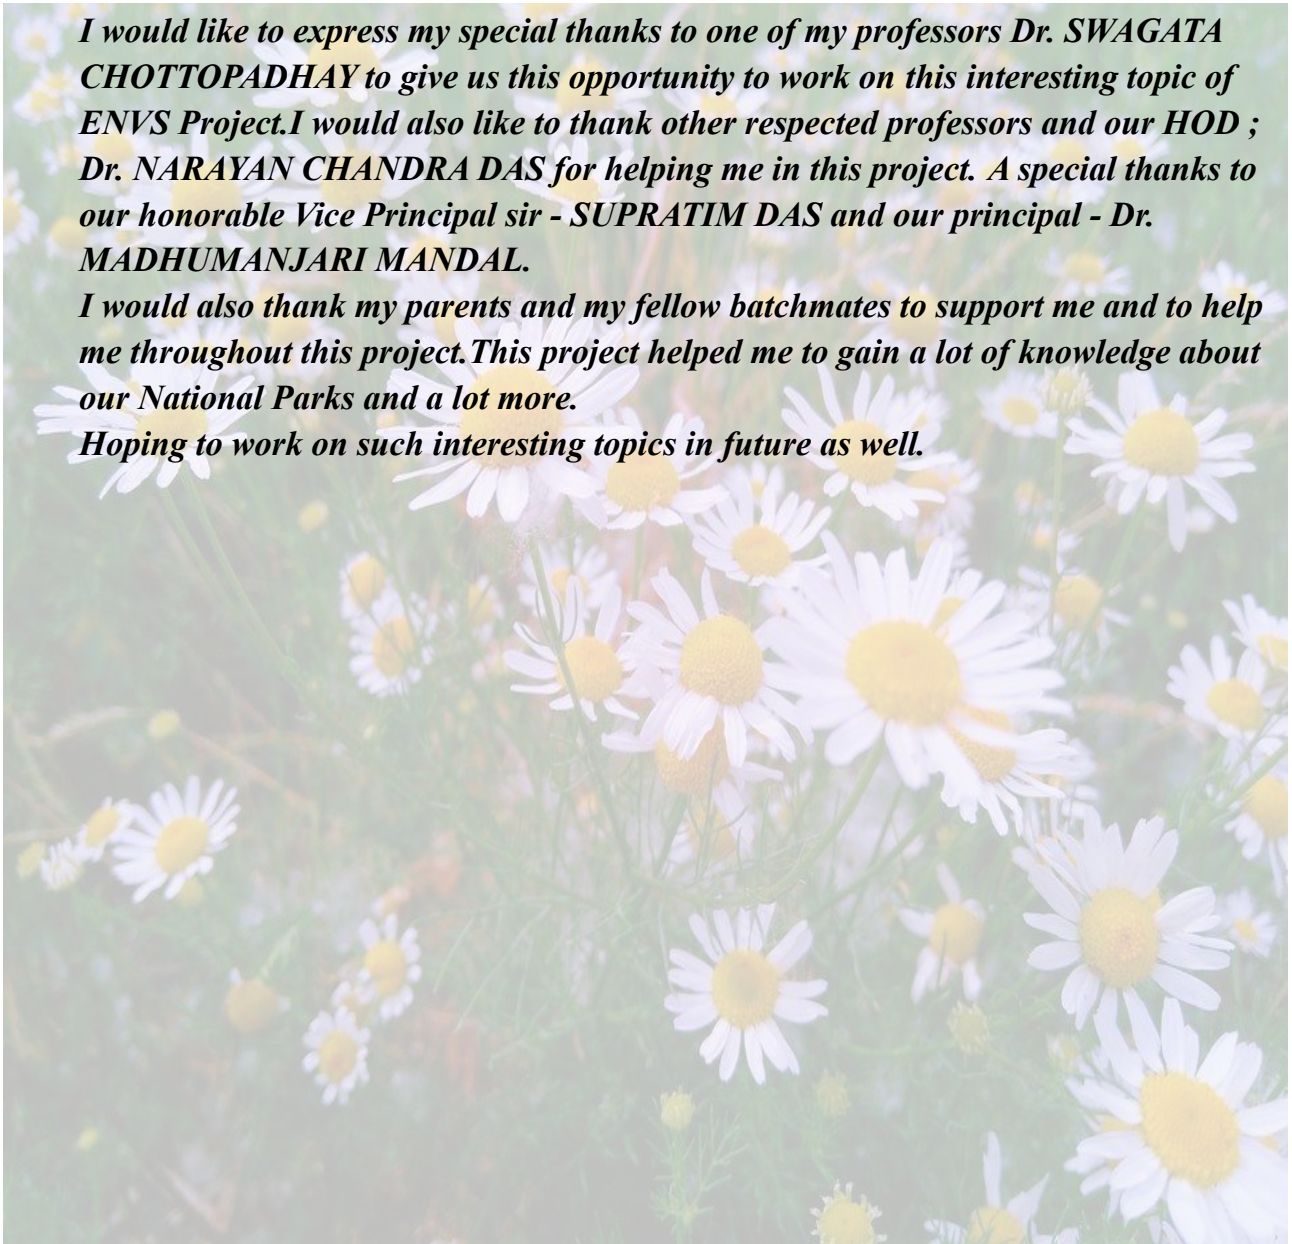 I would like to express my special thanks to one of my professors Dr. SWAGATA
CHOTTOPADHAY to give us this opportunity to work on this interesting topic of
ENVS Project.I would also like to thank other respected professors and our HOD ;
Dr. NARAYAN CHANDRA DAS for helping me in this project. A special thanks to
our honorable Vice Principal sir - SUPRATIM DAS and our principal - Dr.
MADHUMANJARI MANDAL.
I would also thank my parents and my fellow batchmates to support me and to help
me throughout this project.This project helped me to gain a lot of knowledge about
our National Parks and a lot more.
Hoping to work on such interesting topics in future as well.